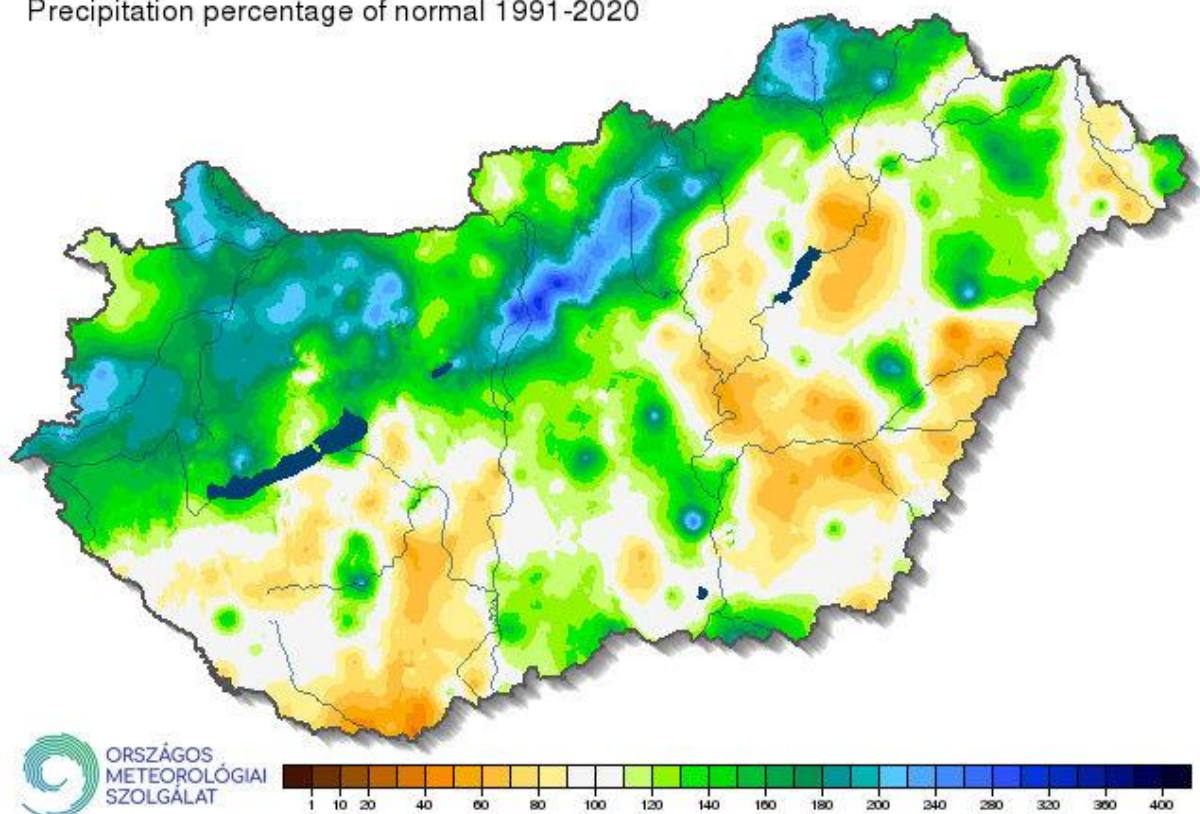 Precipitation percentage of normal 1991-2020
ORSZÁGOS
METEOROLÓGIAI
SZOLGÁLAT
1 10 20 40 60 80 100 120 140 160 180 200 240 280 320 360 400